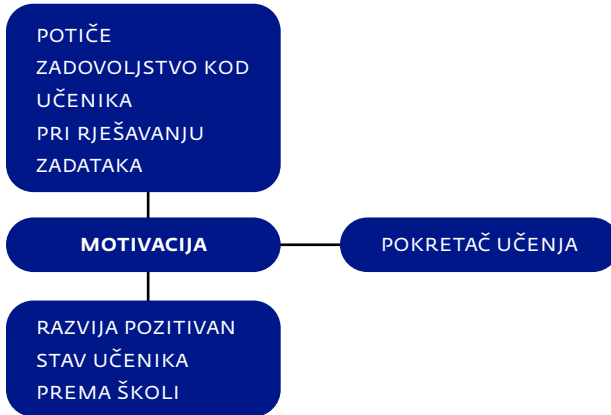 POTIČE
ZADOVOLJSTVO KOD
UČENIKA
PRI RJEŠAVANJU
ZADATAKA
MOTIVACIJA
POKRETAČ UČENJA
RAZVIJA POZITIVAN
STAV UČENIKA
PREMA ŠKOLI